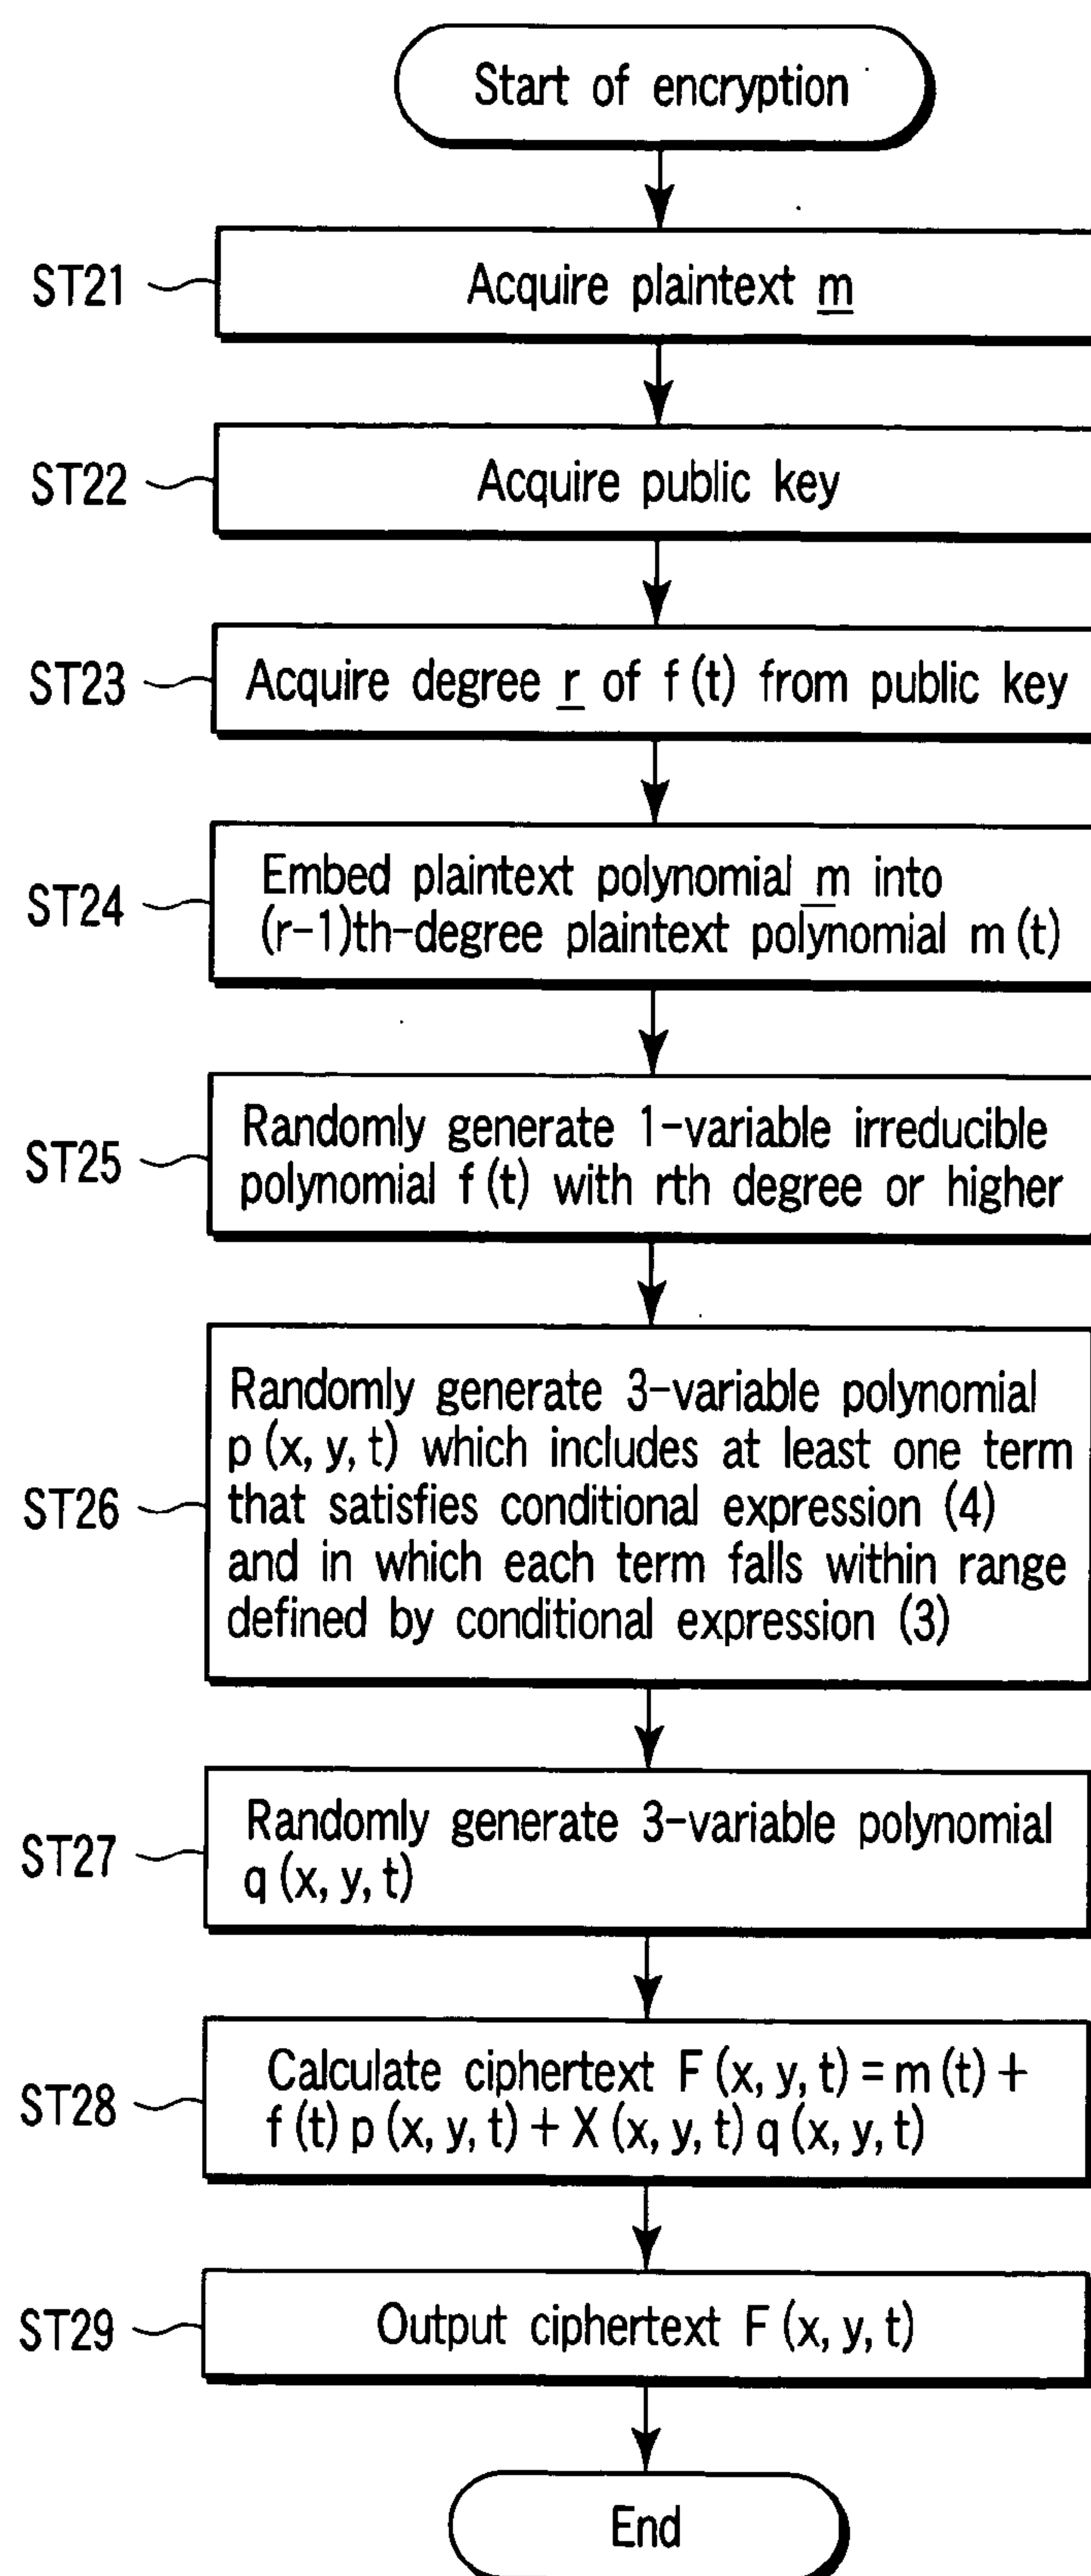 Start of encryption
ST21
Acquire plaintext m
ST22
Acquire public key
ST23
Acquire degree r of f(t) from public key
ST24
Embed plaintext polynomial m into
(r-1)th-degree plaintext polynomial m(t)
ST25
Randomly generate 1-variable irreducible
polynomial f(t) with rth degree or higher
ST26
Randomly generate 3-variable polynomial
p(x, y, t) which includes at least one term
that satisfies conditional expression (4)
and in which each term falls within range
defined by conditional expression (3)
ST27
Randomly generate 3-variable polynomial
q(x, y, t)
ST28
Calculate ciphertext F(x, y, t) = m(t) +
f(t) p(x, y, t) + X(x, y, t) q(x, y, t)
ST29
Output ciphertext F(x, y, t)
End